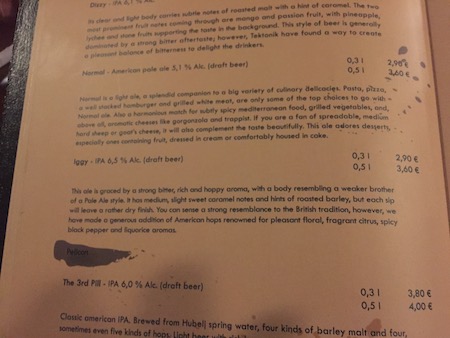 Dizzy - IPA 6,1 %
Its clear and light body carries subtle notes of roasted malt with a hint of caramel. The two
most prominent fruit notes coming through are mango and passion fruit, with pineapple,
lychee and stone fruits supporting the taste in the background. This style of beer is generally
dominated by a strong bitter aftertaste; however, Tektonik have found a way to create
a pleasant balance of bitterness to delight the drinkers.
Normal - American pale ale 5,1 % Alc. (draft beer)
0,3 l 2,90 €
0,5 l 3,60 €
Normal is a light ale, a splendid companion to a big variety of culinary delicacies. Pasta, pizza,
a well stacked hamburger and grilled white meat, are only some of the top choices to go with
Normal ale. Also a harmonious match for subtly spicy mediterranean food, grilled vegetables, and,
above all, aromatic cheeses like gorgonzola and trappist. If you are a fan of spreadable, medium
hard sheep or goat's cheese, it will also complement the taste beautifully. This ale adores desserts,
especially ones containing fruit, dressed in cream or comfortably housed in cake.
Iggy - IPA 6,5 % Alc. (draft beer)
0,3 l 2,90 €
0,5 l 3,60 €
This ale is graced by a strong bitter, rich and hoppy aroma, with a body resembling a weaker brother
of a Pale Ale style. It has medium, slight sweet caramel notes and hints of roasted barley, but each sip
will leave a rather dry finish. You can sense a strong resemblance to the British tradition, however, we
have made a generous addition of American hops renowned for pleasant floral, fragrant citrus, spicy
black pepper and liquorice aromas.
Pelicon
The 3rd Pill - IPA 6,0 % Alc. (draft beer)
0,3 l 3,80 €
0,5 l 4,00 €
Classic american IPA. Brewed from Hubelj spring water, four kinds of barley malt and four,
sometimes even five kinds of hops. Light beer with